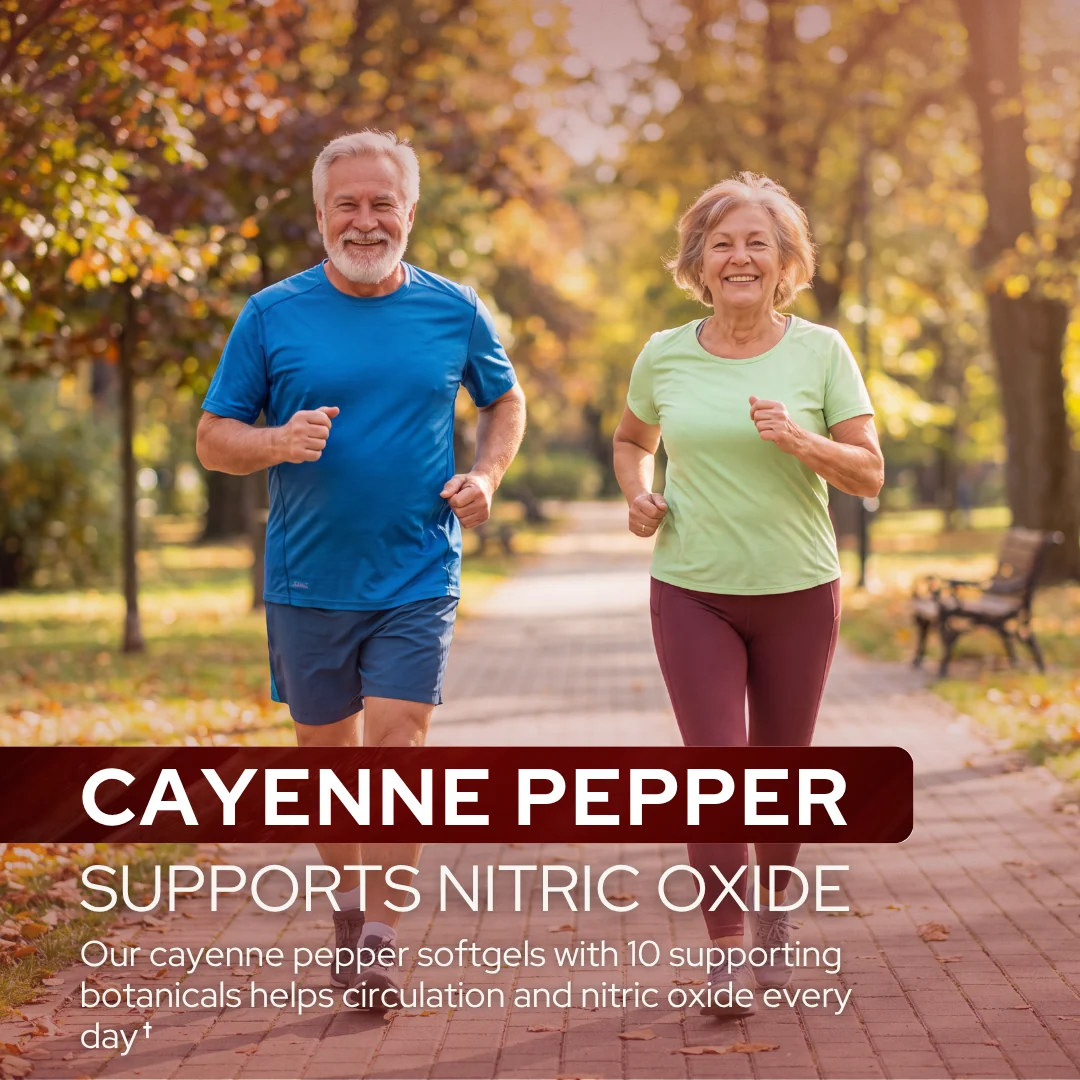 CAYENNE PEPPER
SUPPORTS NITRIC OXIDE
Our cayenne pepper softgels with 10 supporting
botanicals helps circulation and nitric oxide every
day†